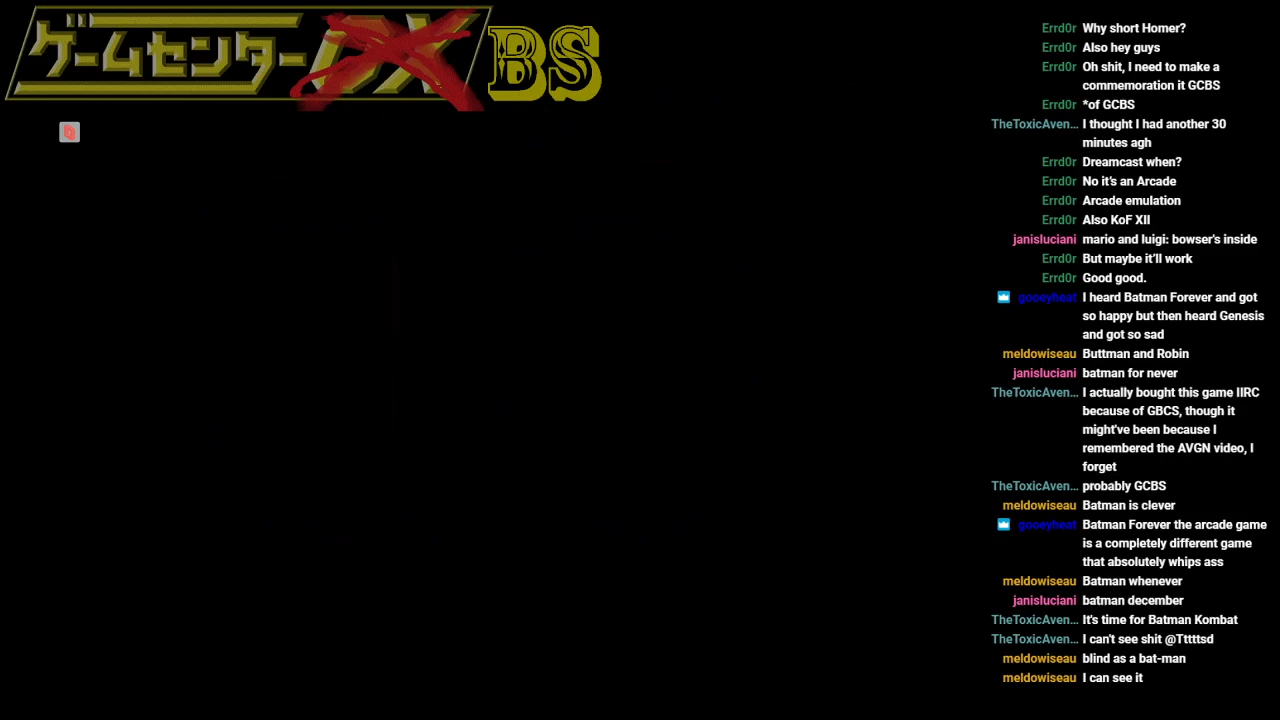 ゲームセンターDX BS
Errd0r Why short Homer?
Errd0r Also hey guys
Errd0r Oh shit, I need to make a
commemoration it GCBS
Errd0r *of GCBS
TheToxicAven... I thought I had another 30
minutes agh
Errd0r Dreamcast when?
Errd0r No it's an Arcade
Errd0r Arcade emulation
Errd0r Also KoF XII
janisluciani mario and luigi: bowser's inside
Errd0r But maybe it'll work
Errd0r Good good.
gooeyheat I heard Batman Forever and got
so happy but then heard Genesis
and got so sad
meldowiseau Buttman and Robin
janisluciani batman for never
TheToxicAven... I actually bought this game IIRC
because of GBCS, though it
might've been because I
remembered the AVGN video, I
forget
TheToxicAven... probably GCBS
meldowiseau Batman is clever
gooeyheat Batman Forever the arcade game
is a completely different game
that absolutely whips ass
meldowiseau Batman whenever
janisluciani batman december
TheToxicAven... It's time for Batman Kombat
TheToxicAven... I can't see shit @Tttttsd
meldowiseau blind as a bat-man
meldowiseau I can see it